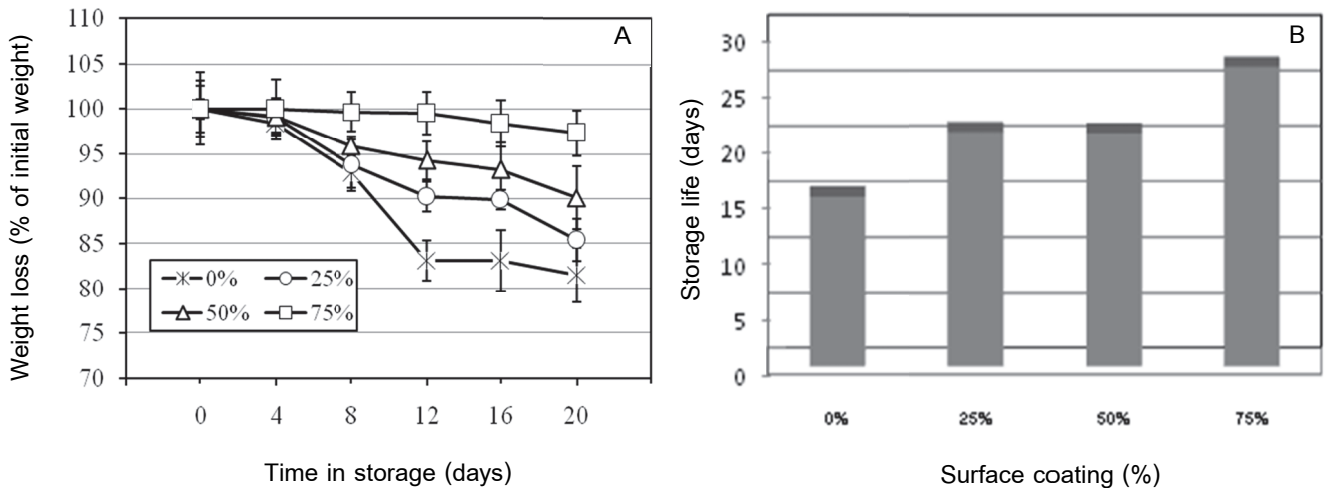 A
Weight loss (% of initial weight)
110
105
100
95
90
85
80
75
70
0% 25%
50% 75%
0 4 8 12 16 20
Time in storage (days)
B
Storage life (days)
30
25
20
15
10
5
0
0% 25% 50% 75%
Surface coating (%)